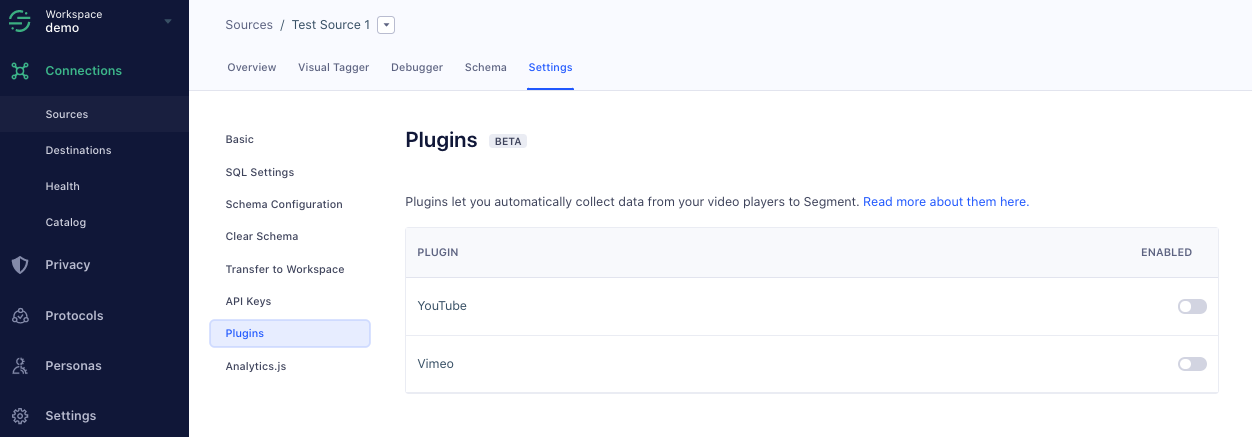 Workspace
demo
Connections
Sources
Destinations
Health
Catalog
Privacy
Protocols
Personas
Settings
Sources / Test Source 1
Overview Visual Tagger Debugger Schema Settings
Basic
SQL Settings
Schema Configuration
Clear Schema
Transfer to Workspace
API Keys
Plugins
Analytics.js
Plugins BETA
Plugins let you automatically collect data from your video players to Segment. Read more about them here.
PLUGIN ENABLED
YouTube
Vimeo